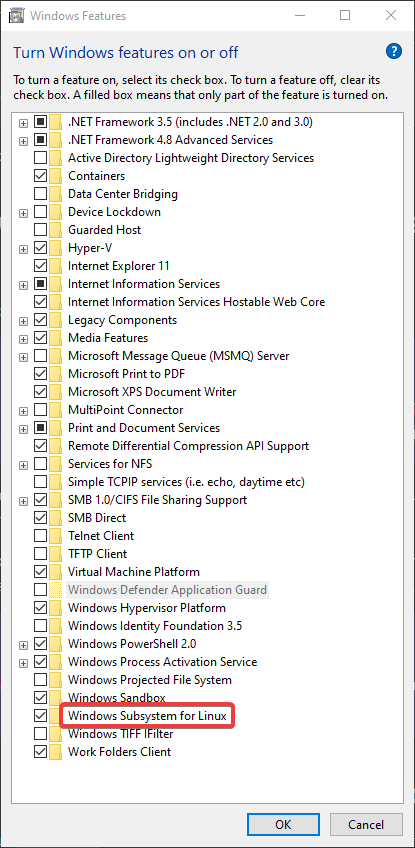 Windows Features
Turn Windows features on or off
?
To turn a feature on, select its check box. To turn a feature off, clear its
check box. A filled box means that only part of the feature is turned on.
.NET Framework 3.5 (includes .NET 2.0 and 3.0)
.NET Framework 4.8 Advanced Services
Active Directory Lightweight Directory Services
Containers
Data Center Bridging
Device Lockdown
Guarded Host
Hyper-V
Internet Explorer 11
Internet Information Services
Internet Information Services Hostable Web Core
Legacy Components
Media Features
Microsoft Message Queue (MSMQ) Server
Microsoft Print to PDF
Microsoft XPS Document Writer
MultiPoint Connector
Print and Document Services
Remote Differential Compression API Support
Services for NFS
Simple TCPIP services (i.e. echo, daytime etc)
SMB 1.0/CIFS File Sharing Support
SMB Direct
Telnet Client
TFTP Client
Virtual Machine Platform
Windows Defender Application Guard
Windows Hypervisor Platform
Windows Identity Foundation 3.5
Windows PowerShell 2.0
Windows Process Activation Service
Windows Projected File System
Windows Sandbox
Windows Subsystem for Linux
Windows TIFF IFilter
Work Folders Client
OK
Cancel